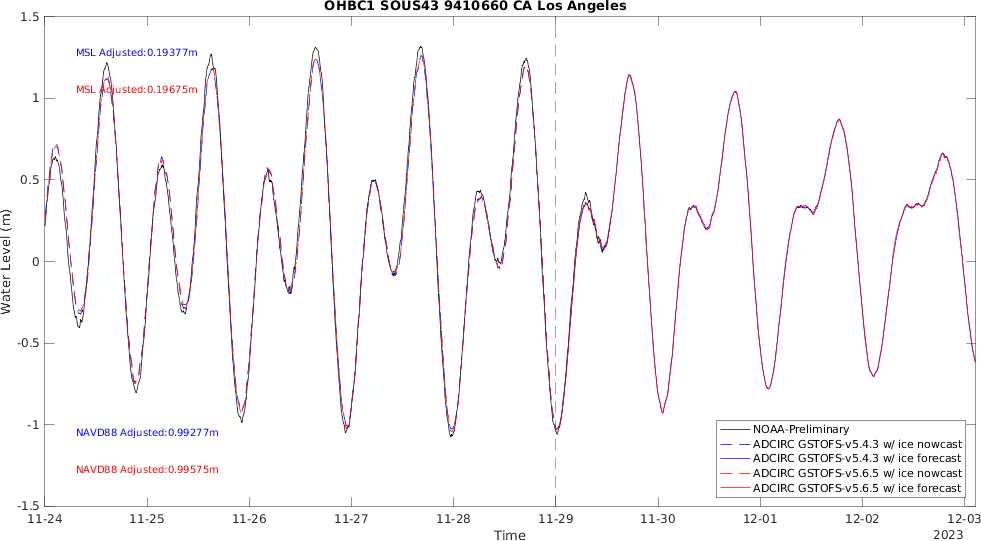 OHBC1 SOUS43 9410660 CA Los Angeles
1.5
1
0.5
0
-0.5
-1
-1.5
Water Level (m)
MSL Adjusted:0.19377m
MSL Adjusted:0.19675m
NAVD88 Adjusted:0.99277m
NAVD88 Adjusted:0.99575m
NOAA-Preliminary
ADCIRC GSTOFS-v5.4.3 w/ ice nowcast
ADCIRC GSTOFS-v5.4.3 w/ ice forecast
ADCIRC GSTOFS-v5.6.5 w/ ice nowcast
ADCIRC GSTOFS-v5.6.5 w/ ice forecast
11-24 11-25 11-26 11-27 11-28 11-29 11-30 12-01 12-02 12-03
Time
2023